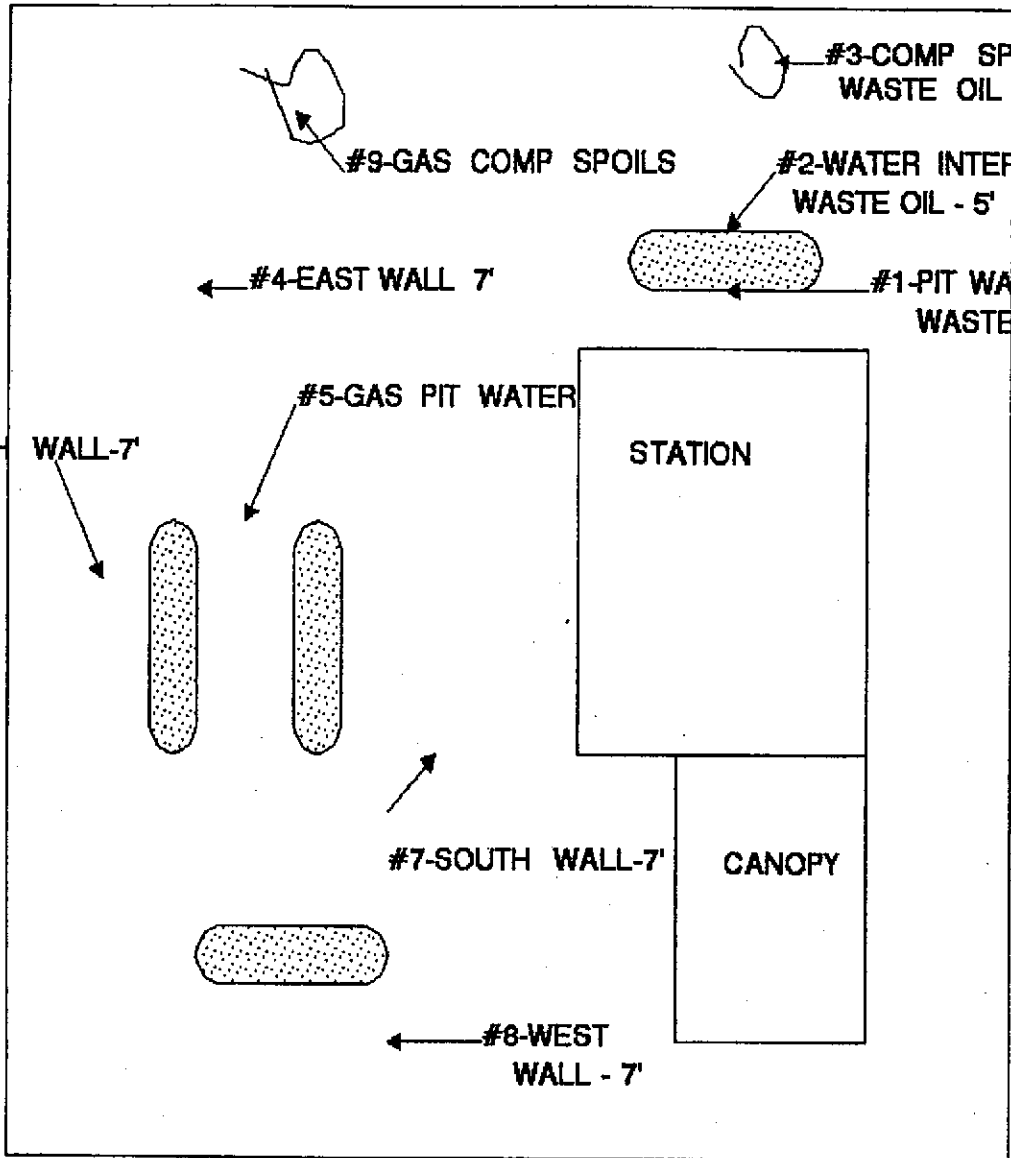 #3-COMP SP
WASTE OIL
#9-GAS COMP SPOILS
#2-WATER INTER
WASTE OIL - 5'
#4-EAST WALL 7'
#1-PIT WA
WASTE
#5-GAS PIT WATER
WALL-7'
STATION
#7-SOUTH WALL-7'
CANOPY
#8-WEST
WALL - 7'